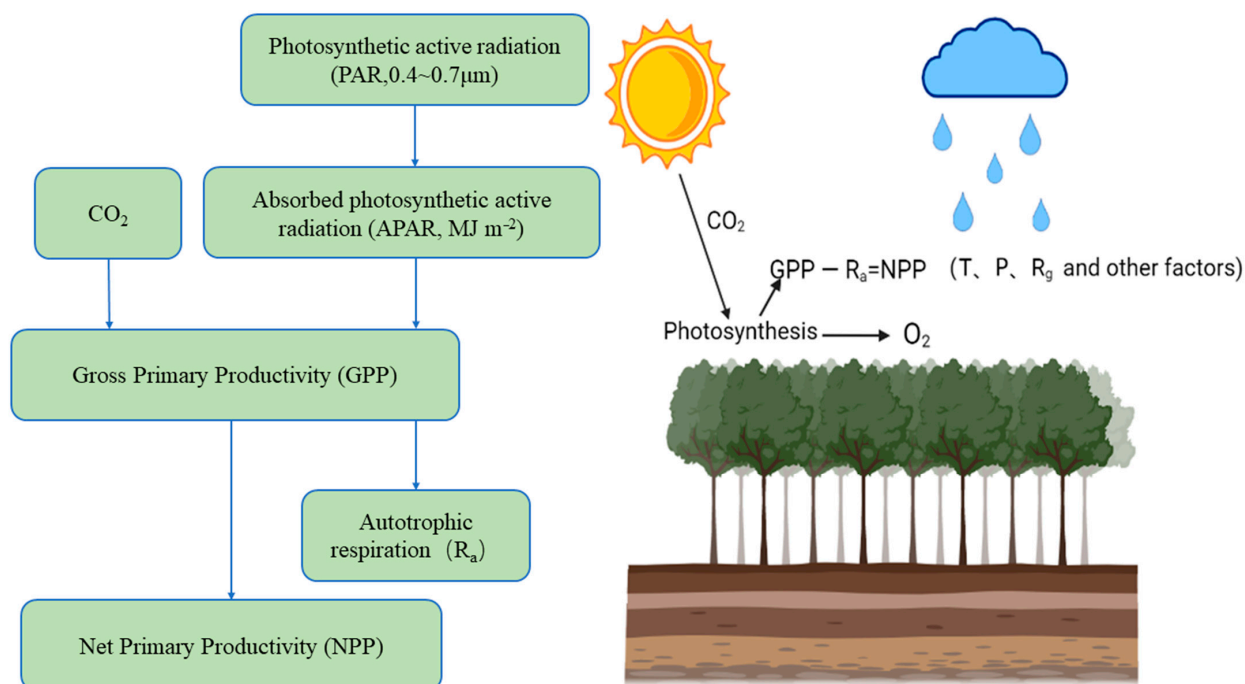 Photosynthetic active radiation
(PAR,0.4~0.7μm)
CO₂
Absorbed photosynthetic active
radiation (APAR, MJ m⁻²)
Gross Primary Productivity (GPP)
Autotrophic
respiration（Rₐ）
Net Primary Productivity (NPP)
CO₂
GPP – Rₐ=NPP (T、P、R_g and other factors)
Photosynthesis
O₂